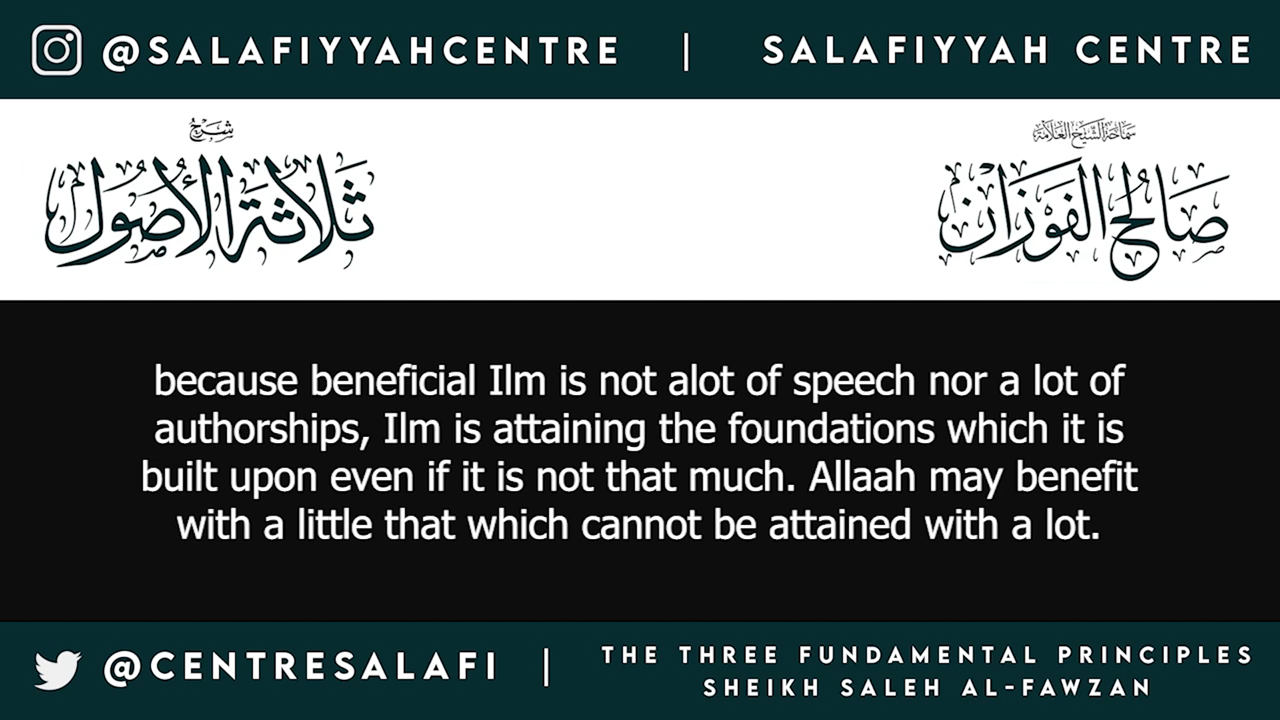 @SALAFIYYAHCENTRE | SALAFIYYAH CENTRE
شرح
ثلاثة الأصول
سماحة الشيخ العلامة
صالح الفوزان
because beneficial Ilm is not alot of speech nor a lot of
authorships, Ilm is attaining the foundations which it is
built upon even if it is not that much. Allaah may benefit
with a little that which cannot be attained with a lot.
@CENTRESALAFI | THE THREE FUNDAMENTAL PRINCIPLES
SHEIKH SALEH AL-FAWZAN